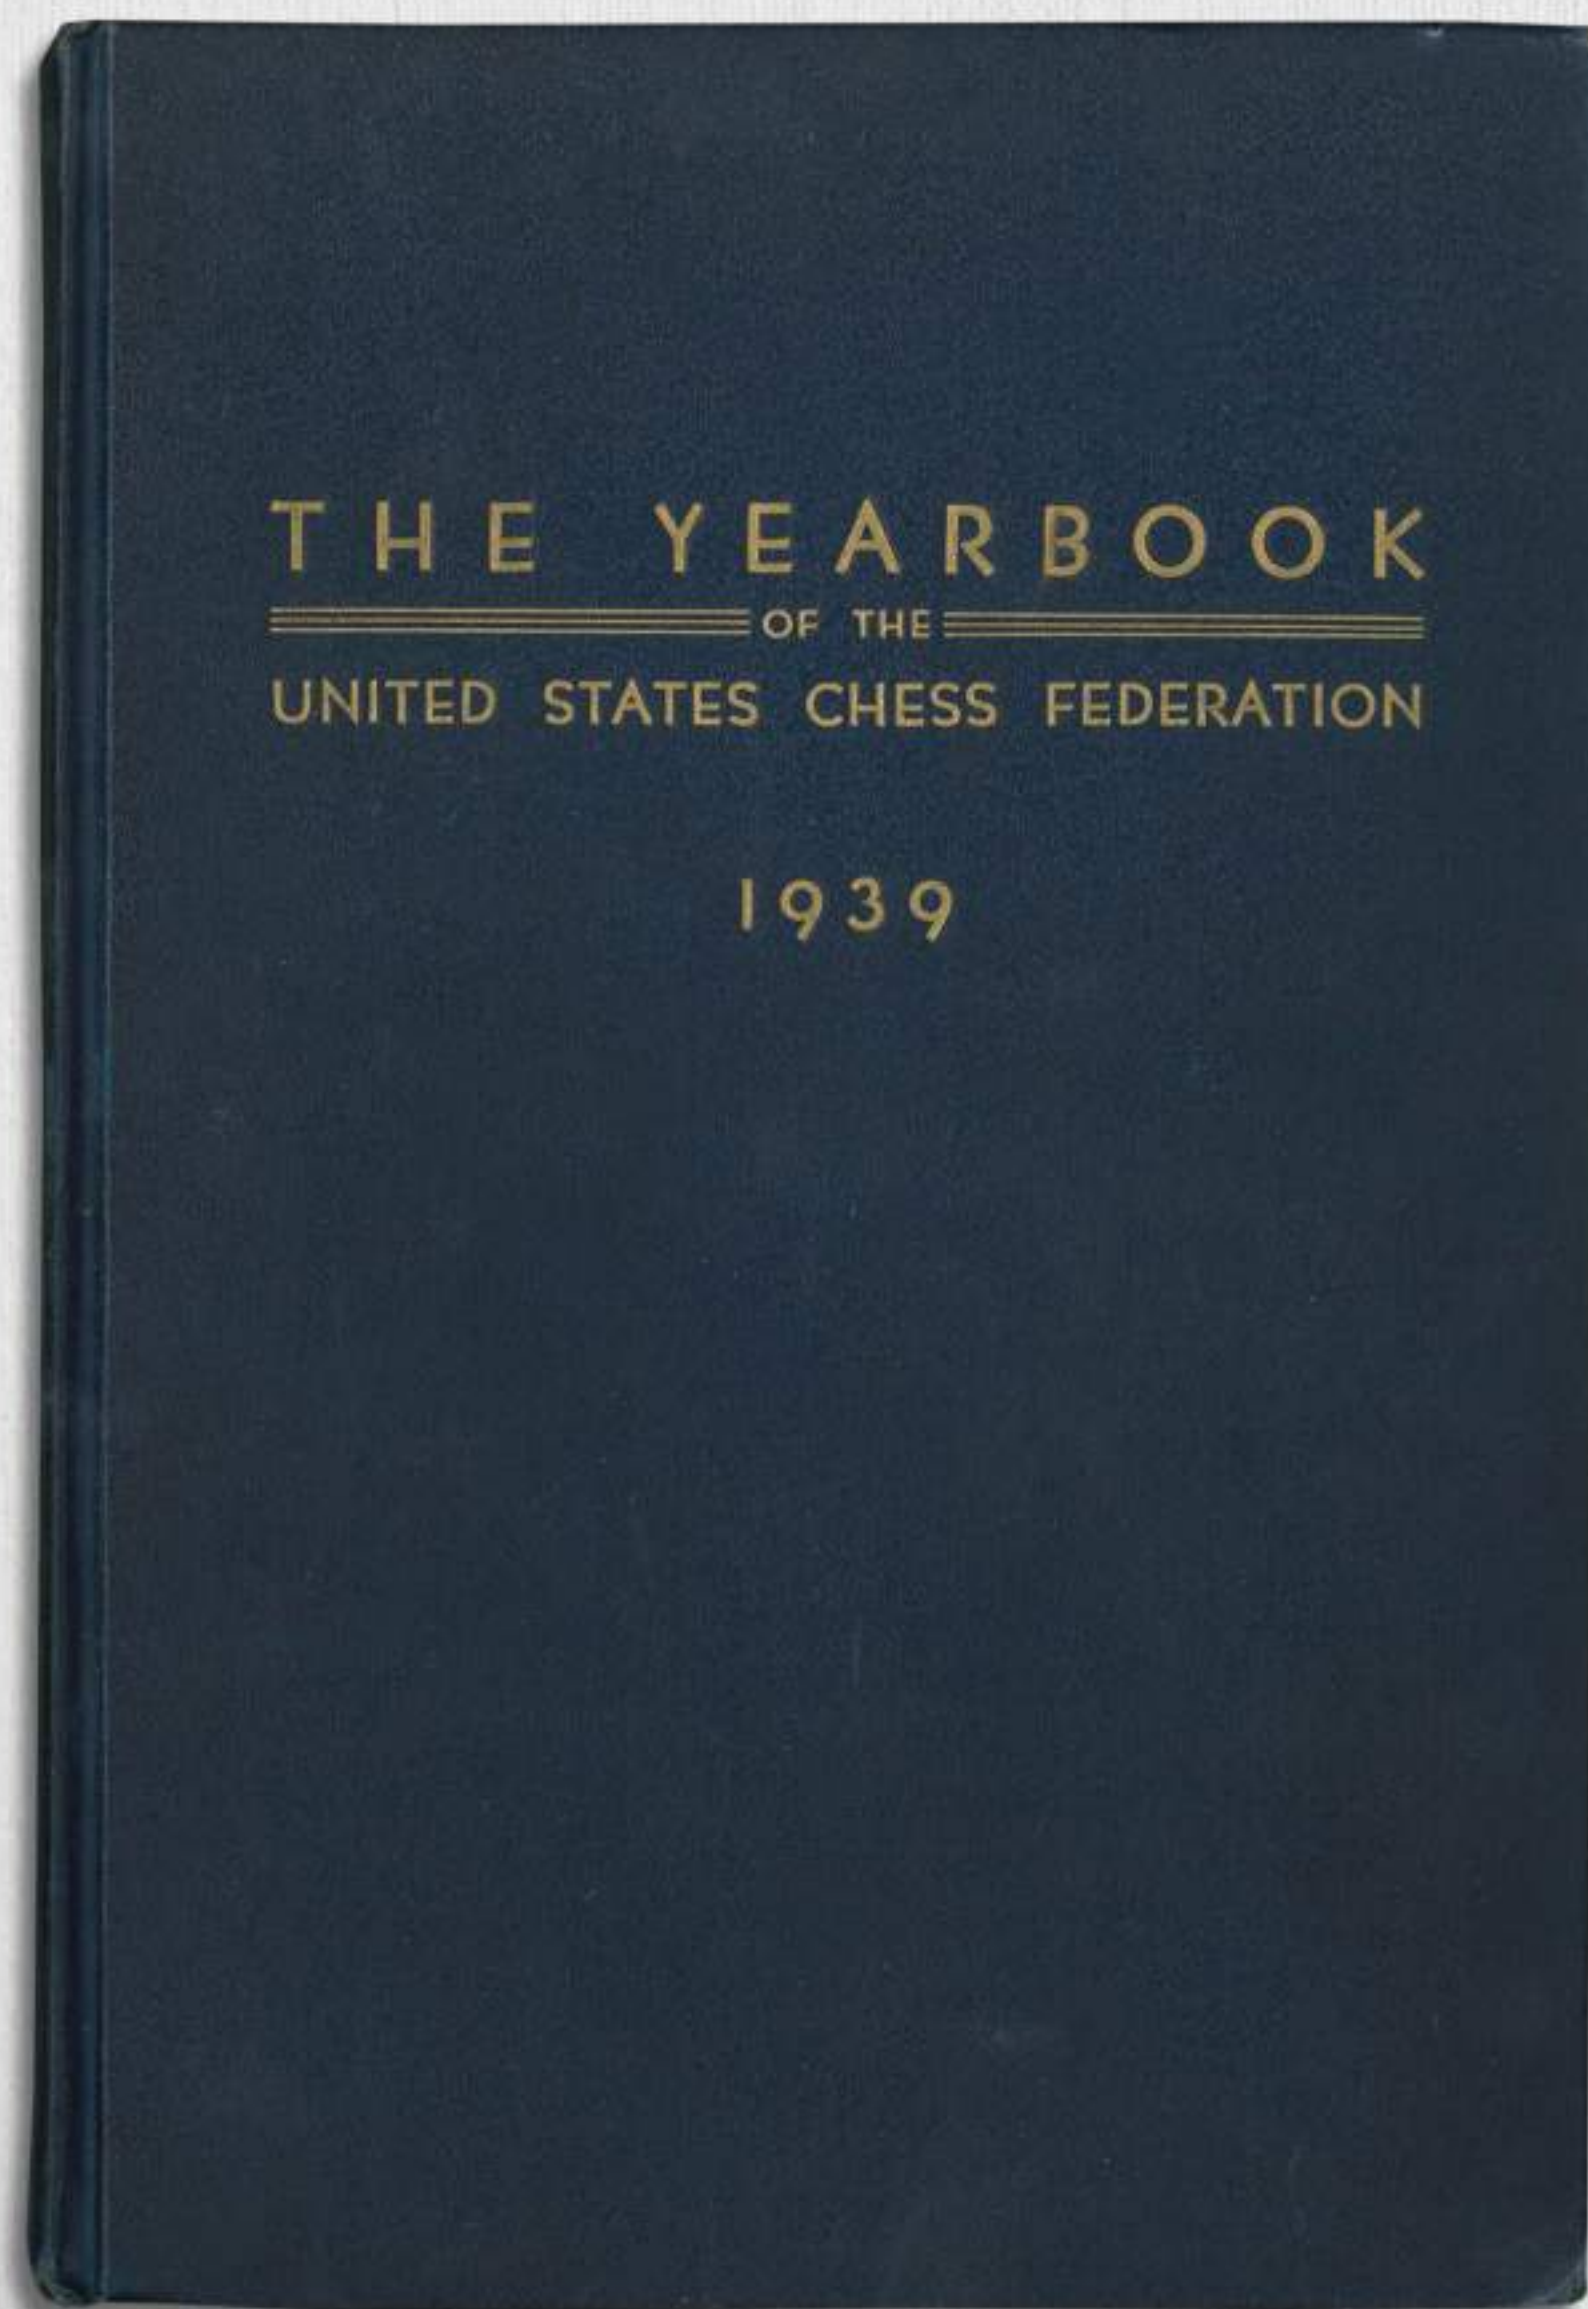 THE YEARBOOK
OF THE
UNITED STATES CHESS FEDERATION
1939